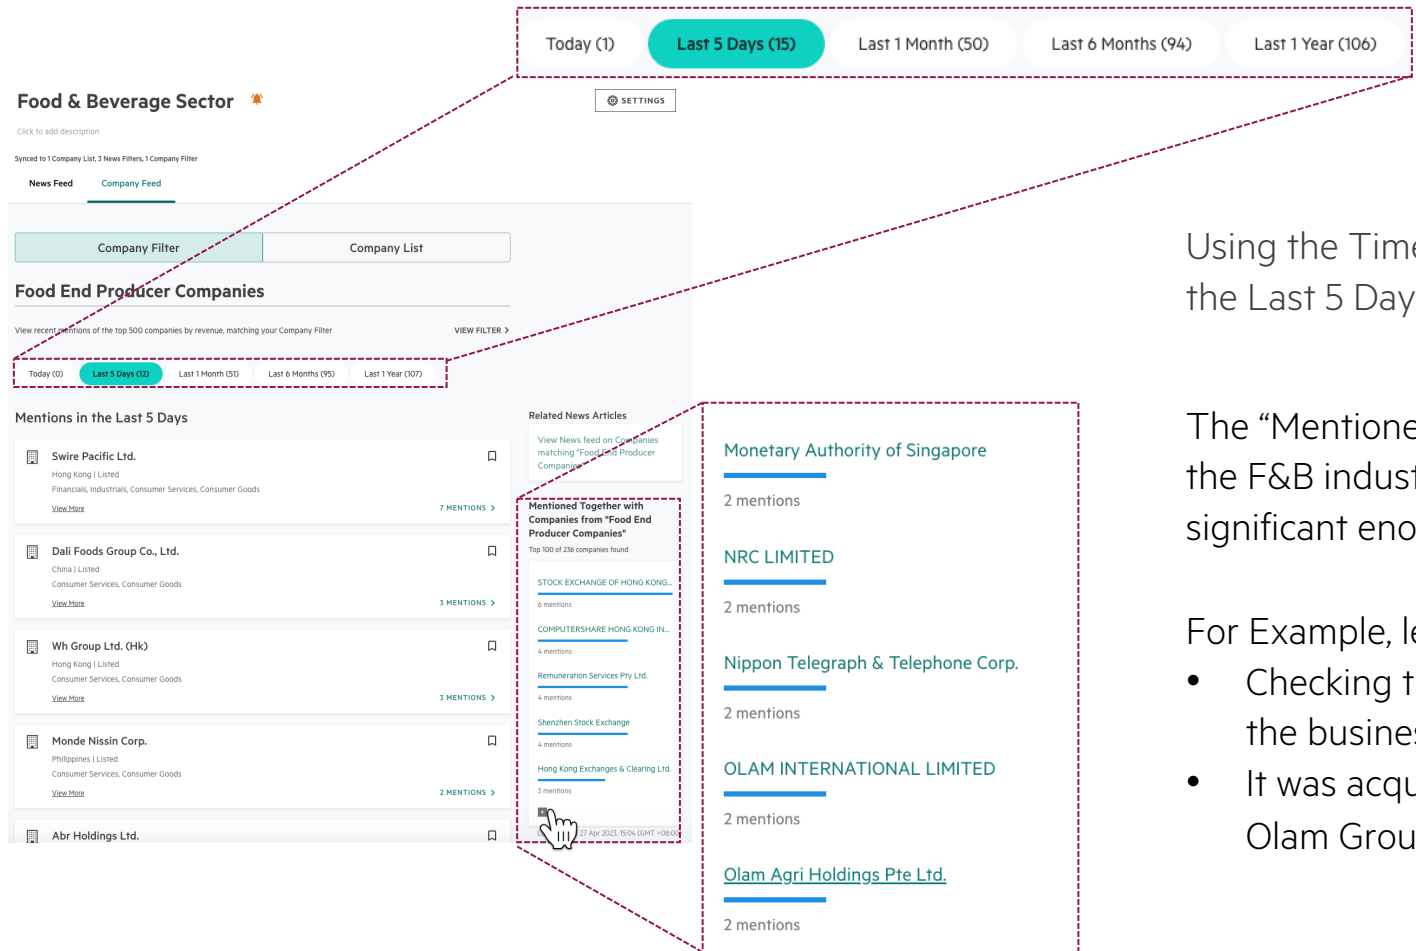 Today (1)
Last 5 Days (15)
Last 1 Month (50)
Last 6 Months (94)
Last 1 Year (106)
Food & Beverage Sector
SETTINGS
Click to add description
Synced to 1 Company List, 3 News Filters, 1 Company Filter
News Feed
Company Feed
Company Filter
Company List
Food End Producer Companies
View recent mentions of the top 500 companies by revenue, matching your Company Filter
VIEW FILTER >
Today (0)
Last 5 Days (12)
Last 1 Month (51)
Last 6 Months (95)
Last 1 Year (107)
Mentions in the Last 5 Days
Swire Pacific Ltd.
Hong Kong | Listed
Financials, Industrials, Consumer Services, Consumer Goods
View More
7 MENTIONS >
Dali Foods Group Co., Ltd.
China | Listed
Consumer Services, Consumer Goods
View More
3 MENTIONS >
Wh Group Ltd. (Hk)
Hong Kong | Listed
Consumer Services, Consumer Goods
View More
3 MENTIONS >
Monde Nissin Corp.
Philippines | Listed
Consumer Services, Consumer Goods
View More
2 MENTIONS >
Abr Holdings Ltd.
Related News Articles
View News feed on Companies
matching "Food End Producer
Companies"
Mentioned Together with
Companies from "Food End
Producer Companies"
Top 100 of 236 companies found
STOCK EXCHANGE OF HONG KONG...
6 mentions
COMPUTERSHARE HONG KONG IN...
4 mentions
Remuneration Services Pty Ltd.
4 mentions
Shenzhen Stock Exchange
4 mentions
Hong Kong Exchanges & Clearing Ltd.
3 mentions
27 Apr 2023, 15:04 (GMT +08:00)
Monetary Authority of Singapore
2 mentions
NRC LIMITED
2 mentions
Nippon Telegraph & Telephone Corp.
2 mentions
OLAM INTERNATIONAL LIMITED
2 mentions
Olam Agri Holdings Pte Ltd.
2 mentions
Using the Time
the Last 5 Day
The “Mentione
the F&B indust
significant eno
For Example, le
• Checking t
the busines
• It was acqu
Olam Grou